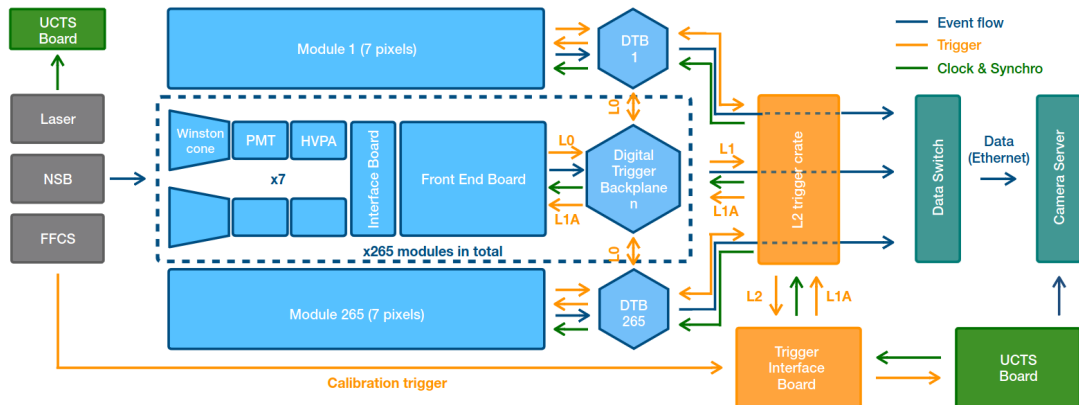 UCTS
Board
Module 1 (7 pixels)
DTB
1
Event flow
Trigger
Clock & Synchro
Laser
NSB
FFCS
L0
Winston
cone
PMT
HVPA
x7
Interface Board
Front End Board
L0
L1A
Digital
Trigger
Backplane
n
L1
L1A
L2 trigger crate
Data Switch
Data
(Ethernet)
Camera Server
x265 modules in total
L0
Module 265 (7 pixels)
DTB
265
L2
L1A
Calibration trigger
Trigger
Interface
Board
UCTS
Board